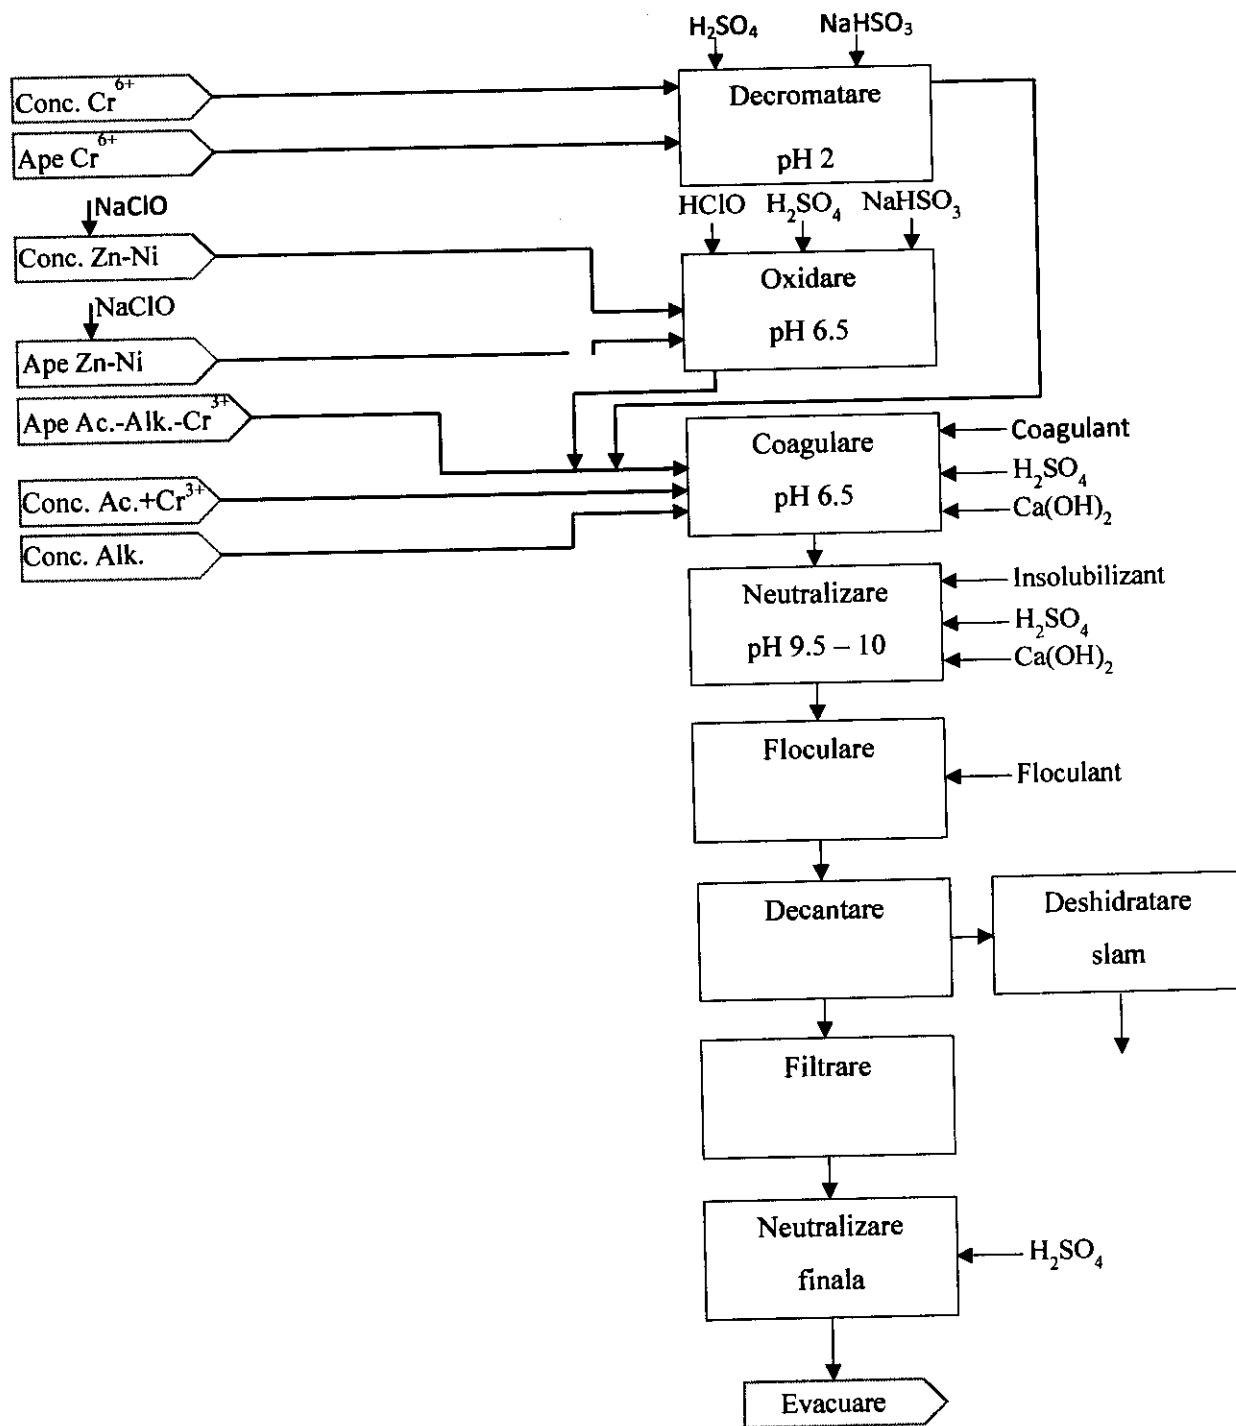 H₂SO₄ NaHSO₃
Conc. Cr⁶⁺
Decromatare
Ape Cr⁶⁺
pH 2
NaClO
HClO H₂SO₄ NaHSO₃
Conc. Zn-Ni
Oxidare
NaClO
pH 6.5
Ape Zn-Ni
Ape Ac.-Alk.-Cr³⁺
Coagulare
Coagulant
H₂SO₄
Conc. Ac.+Cr³⁺
pH 6.5
Ca(OH)₂
Conc. Alk.
Neutralizare
Insolubilizant
H₂SO₄
pH 9.5 – 10
Ca(OH)₂
Floculare
Floculant
Decantare
Deshidratare
slam
Filtrare
Neutralizare
finala
H₂SO₄
Evacuare